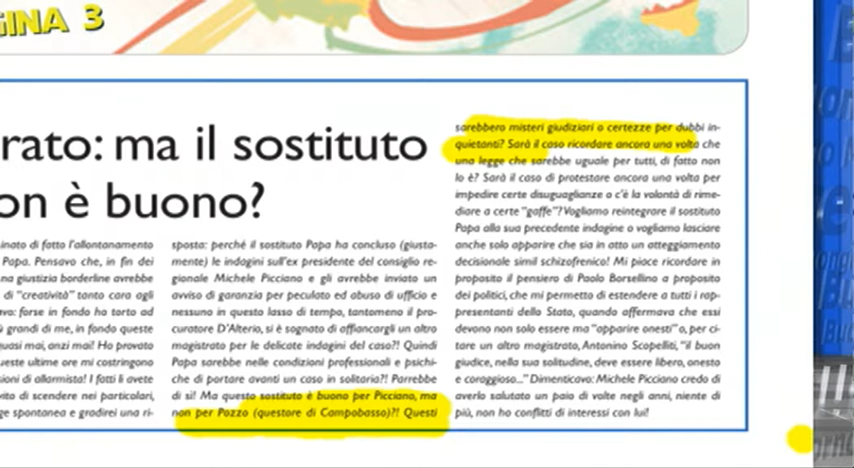 GINA 3
rato: ma il sostituto
on è buono?
inato di fatto l'allontanamento
Papa. Pensavo che, in fin dei
na giustizia borderline avrebbe
di "creatività" tanto cara agli
va: forse in fondo ho torto ad
ù grandi di me, in fondo queste
uasi mai, anzi mai! Ho provato
ueste ultime ore mi costringono
ioni di allarmista! I fatti li avete
ito di scendere nei particolari,
ge spontanea e gradirei una ri-
sposta: perché il sostituto Papa ha concluso (giusta-
mente) le indagini sull'ex presidente del consiglio re-
gionale Michele Picciano e gli avrebbe inviato un
avviso di garanzia per peculato ed abuso di ufficio e
nessuno in questo lasso di tempo, tantomeno il pro-
curatore D'Alterio, si è sognato di affiancargli un altro
magistrato per le delicate indagini del caso?! Quindi
Papa sarebbe nelle condizioni professionali e psichi-
che di portare avanti un caso in solitaria?! Parrebbe
di sì! Ma questo sostituto è buono per Picciano, ma
non per Pozzo (questore di Campobasso)?! Questi
sarebbero misteri giudiziari o certezze per dubbi in-
quietanti? Sarà il caso ricordare ancora una volta che
una legge che sarebbe uguale per tutti, di fatto non
lo è? Sarà il caso di protestare ancora una volta per
impedire certe disuguaglianze o c'è la volontà di rime-
diare a certe "gaffe"? Vogliamo reintegrare il sostituto
Papa alla sua precedente indagine o vogliamo lasciare
anche solo apparire che sia in atto un atteggiamento
decisionale simil schizofrenico! Mi piace ricordare in
proposito il pensiero di Paolo Borsellino a proposito
dei politici, che mi permetto di estendere a tutti i rap-
presentanti dello Stato, quando affermava che essi
devono non solo essere ma "apparire onesti" o, per ci-
tare un altro magistrato, Antonino Scopelliti, "il buon
giudice, nella sua solitudine, deve essere libero, onesto
e coraggioso..." Dimenticavo: Michele Picciano credo di
averlo salutato un paio di volte negli anni, niente di
più, non ho conflitti di interessi con lui!